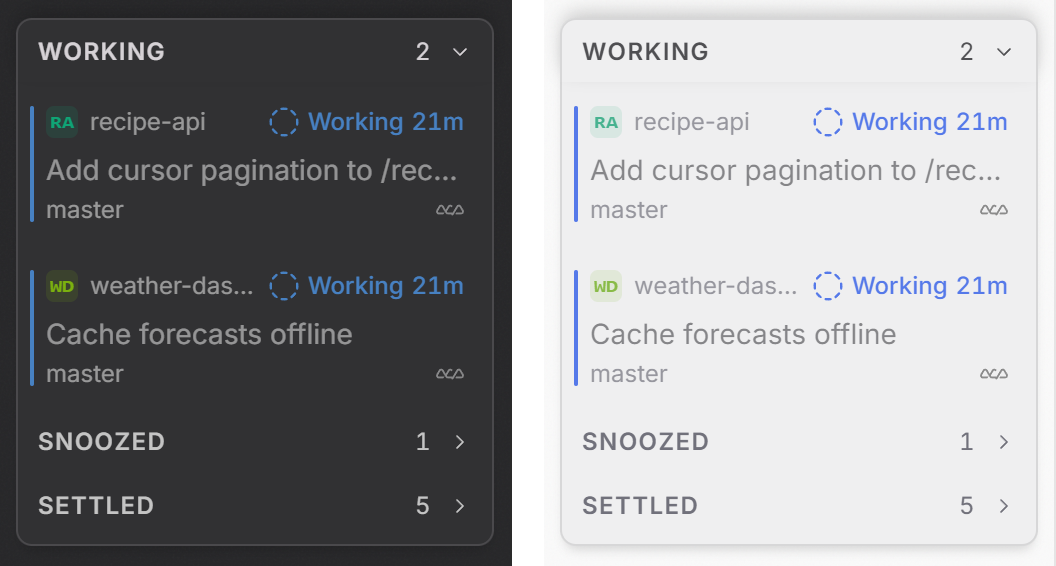 WORKING 2
RA recipe-api Working 21m
Add cursor pagination to /rec...
master
WD weather-das... Working 21m
Cache forecasts offline
master
SNOOZED 1
SETTLED 5
WORKING 2
RA recipe-api Working 21m
Add cursor pagination to /rec...
master
WD weather-das... Working 21m
Cache forecasts offline
master
SNOOZED 1
SETTLED 5